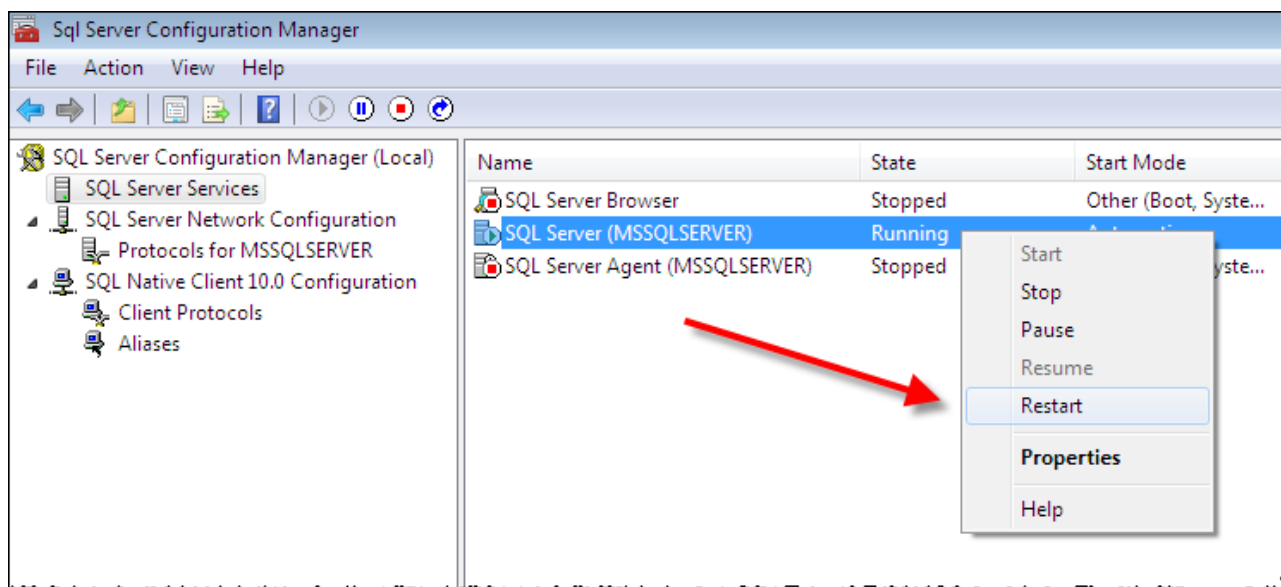 Sql Server Configuration Manager
File Action View Help
SQL Server Configuration Manager (Local)
SQL Server Services
SQL Server Network Configuration
Protocols for MSSQLSERVER
SQL Native Client 10.0 Configuration
Client Protocols
Aliases
Name State Start Mode
SQL Server Browser Stopped Other (Boot, Syste...
SQL Server (MSSQLSERVER) Running
SQL Server Agent (MSSQLSERVER) Stopped yste...
Start
Stop
Pause
Resume
Restart
Properties
Help